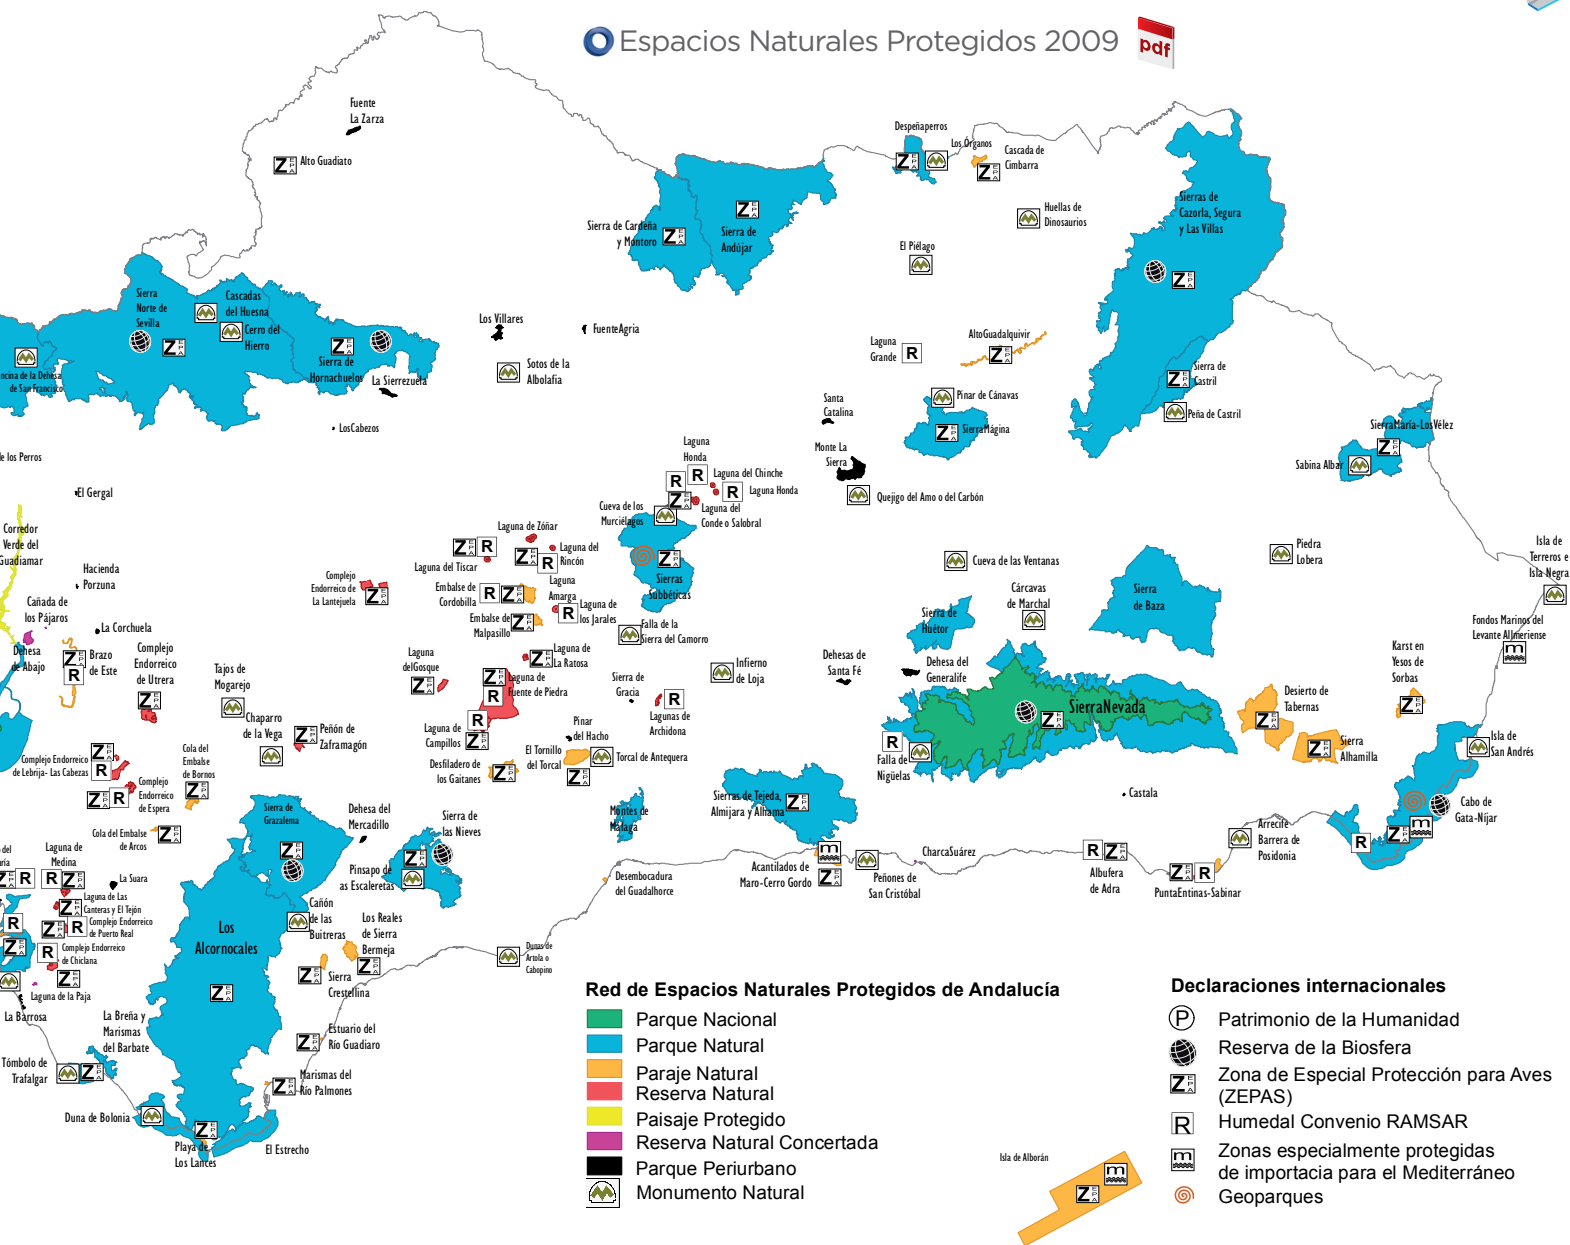 Espacios Naturales Protegidos 2009
pdf
Fuente
La Zarza
Alto Guadiato
Despeñaperros
Los Órganos
Cascada de
Cimbarra
Huellas de
Dinosaurios
El Piélago
Sierras de
Cazorla, Segura
y Las Villas
Sierra de Cardeña
y Montoro
Sierra de
Andújar
Sierra
Norte de
Sevilla
Cascadas
del Huesna
Cerro del
Hierro
Sierra de
Hornachuelos
La Sierrezuela
Los Villares
FuenteAgria
Sotos de la
Albolafia
Laguna
Grande
AltoGuadalquivir
Sierra de
Castril
Peña de Castril
Pinar de Cánavas
SierraMágina
Santa
Catalina
Monte La
Sierra
Quejigo del Amo o del Carbón
SierraMaría-LosVélez
Sabina Albar
ncina de la Dehesa
de San Francisco
LosCabezos
de los Perros
El Gergal
Corredor
Verde del
Guadiamar
Hacienda
Porzuna
Cañada de
los Pájaros
La Corchuela
Dehesa
de Abajo
Brazo
de Este
Complejo
Endorreico
de Utrera
Complejo
Endorreico de
La Lantejuela
Laguna
Honda
Laguna del Chinche
Laguna Honda
Laguna del
Conde o Salobral
Cueva de los
Murciélagos
Sierras
Subbéticas
Laguna de Zóñar
Laguna del
Rincón
Laguna del Tíscar
Embalse de
Cordobilla
Laguna
Amarga
Laguna de
los Jarales
Embalse de
Malpasillo
Falla de la
Sierra del Camorro
Laguna de
La Ratosa
Laguna
delGosque
Laguna de
Fuente de Piedra
Laguna de
Campillos
Sierra de
Gracia
Lagunas de
Archidona
Infierno
de Loja
Pinar
del Hacho
El Tornillo
del Torcal
Torcal de Antequera
Desfiladero de
los Gaitanes
Cueva de las Ventanas
Cárcavas
de Marchal
Sierra de
Huétor
Sierra
de Baza
Piedra
Lobera
Isla de
Terreros e
Isla Negra
Fondos Marinos del
Levante Almeriense
Dehesas de
Santa Fé
Dehesa del
Generalife
SierraNevada
Falla de
Nigüelas
Desierto de
Tabernas
Karst en
Yesos de
Sorbas
Sierra
Alhamilla
Isla de
San Andrés
Cabo de
Gata-Níjar
Castala
Arrecife
Barrera de
Posidonia
PuntaEntinas-Sabinar
Albufera
de Adra
CharcaSuárez
Peñones de
San Cristóbal
Acantilados de
Maro-Cerro Gordo
Sierras de Tejeda,
Almijara y Alhama
Montes de
Málaga
Desembocadura
del Guadalhorce
Tajos de
Mogarejo
Chaparro
de la Vega
Peñón de
Zaframagón
Cola del
Embalse
de Bornos
Complejo Endorreico
de Lebrija- Las Cabezas
Complejo
Endorreico
de Espera
Cola del Embalse
de Arcos
Sierra de
Grazalema
Dehesa del
Mercadillo
Sierra de
las Nieves
Pinsapo de
as Escaleretas
Laguna de
Medina
La Suara
Laguna de Las
Canteras y El Tejón
Complejo Endorreico
de Puerto Real
Complejo Endorreico
de Chiclana
Laguna de la Paja
La Barrosa
Los
Alcornocales
Cañón
de las
Buitreras
Los Reales
de Sierra
Bermeja
Sierra
Crestellina
Dunas de
Artola o
Cabopino
Estuario del
Río Guadiaro
Marismas del
Río Palmones
La Breña y
Marismas
del Barbate
Tómbolo de
Trafalgar
Duna de Bolonia
Playa de
Los Lances
El Estrecho
Isla de Alborán
Red de Espacios Naturales Protegidos de Andalucía
Parque Nacional
Parque Natural
Paraje Natural
Reserva Natural
Paisaje Protegido
Reserva Natural Concertada
Parque Periurbano
Monumento Natural
Declaraciones internacionales
P Patrimonio de la Humanidad
Reserva de la Biosfera
ZEPA Zona de Especial Protección para Aves
(ZEPAS)
R Humedal Convenio RAMSAR
m Zonas especialmente protegidas
de importacia para el Mediterráneo
Geoparques